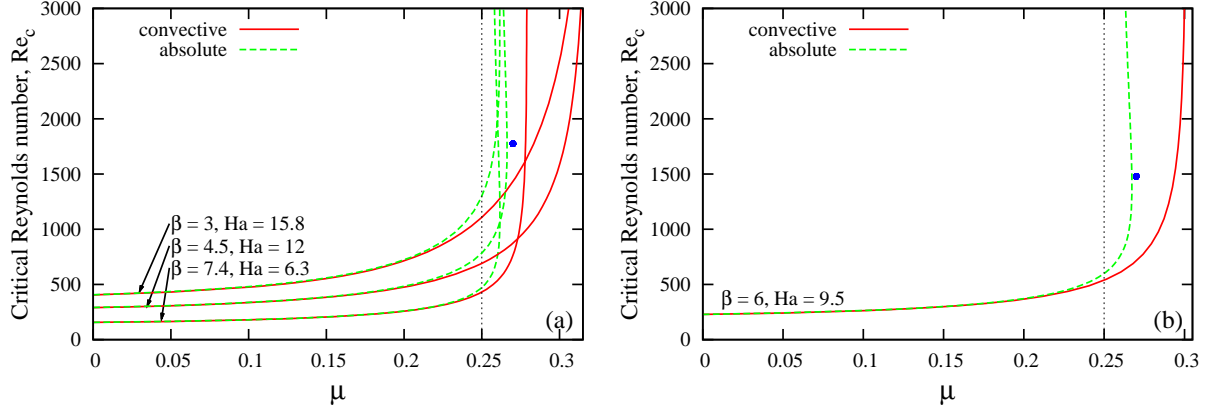 Critical Reynolds number, Re_c
3000
2500
2000
1500
1000
500
0
convective
absolute
β = 3, Ha = 15.8
β = 4.5, Ha = 12
β = 7.4, Ha = 6.3
(a)
0 0.05 0.1 0.15 0.2 0.25 0.3
μ
Critical Reynolds number, Re_c
3000
2500
2000
1500
1000
500
0
convective
absolute
β = 6, Ha = 9.5
(b)
0 0.05 0.1 0.15 0.2 0.25 0.3
μ